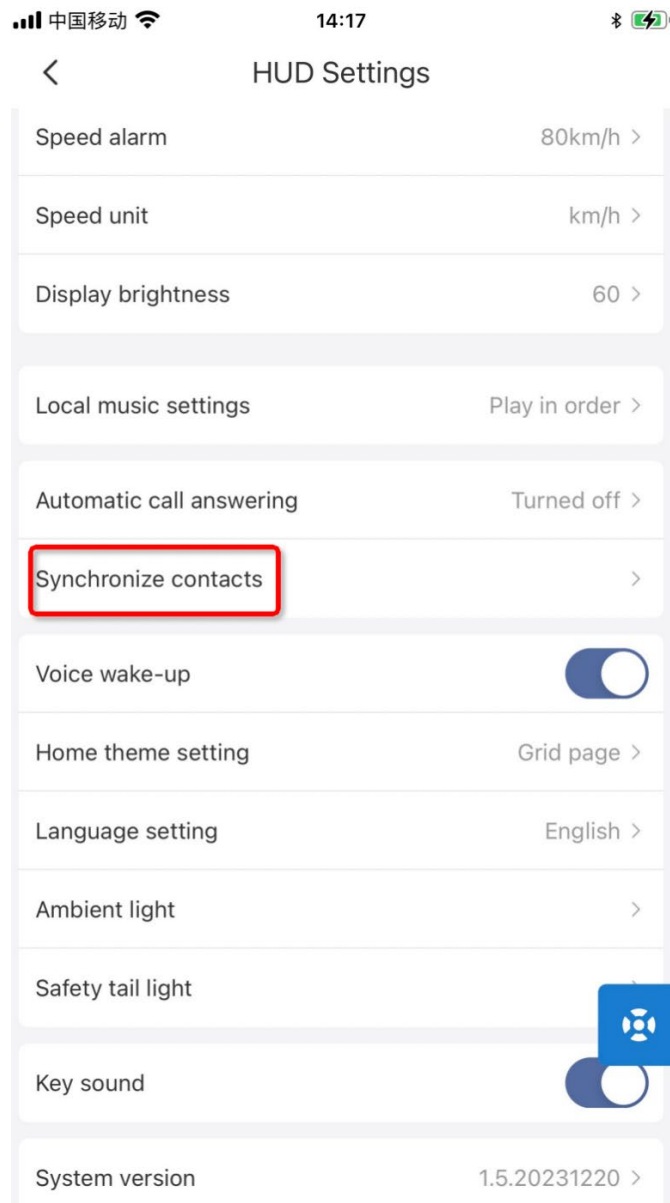 中国移动 14:17
HUD Settings
Speed alarm 80km/h
Speed unit km/h
Display brightness 60
Local music settings Play in order
Automatic call answering Turned off
Synchronize contacts
Voice wake-up
Home theme setting Grid page
Language setting English
Ambient light
Safety tail light
Key sound
System version 1.5.20231220